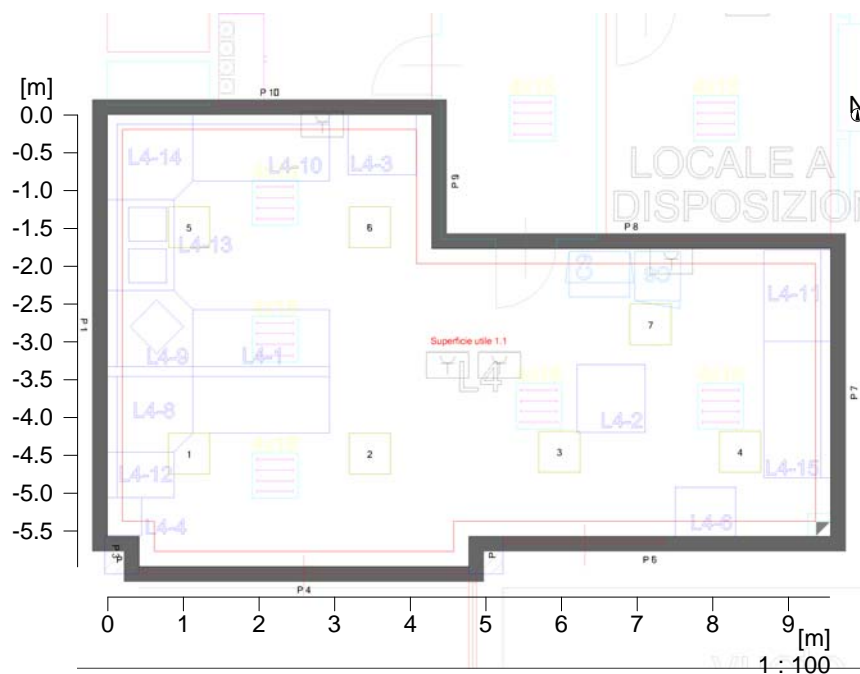 [m]
0.0
-0.5
-1.0
-1.5
-2.0
-2.5
-3.0
-3.5
-4.0
-4.5
-5.0
-5.5
P 10
L4-14
L4-10
L4-3
LOCALE A
DISPOSIZION
P 9
P 8
5
6
L4-13
L4-11
7
P 1
Superficie utile 1.1
L4-9
L4-1
L4
P 7
L4-8
L4-2
1
2
3
4
L4-12
L4-15
L4-4
L4-6
P 3
P
P
P 6
P 4
0 1 2 3 4 5 6 7 8 9
[m]
1 : 100